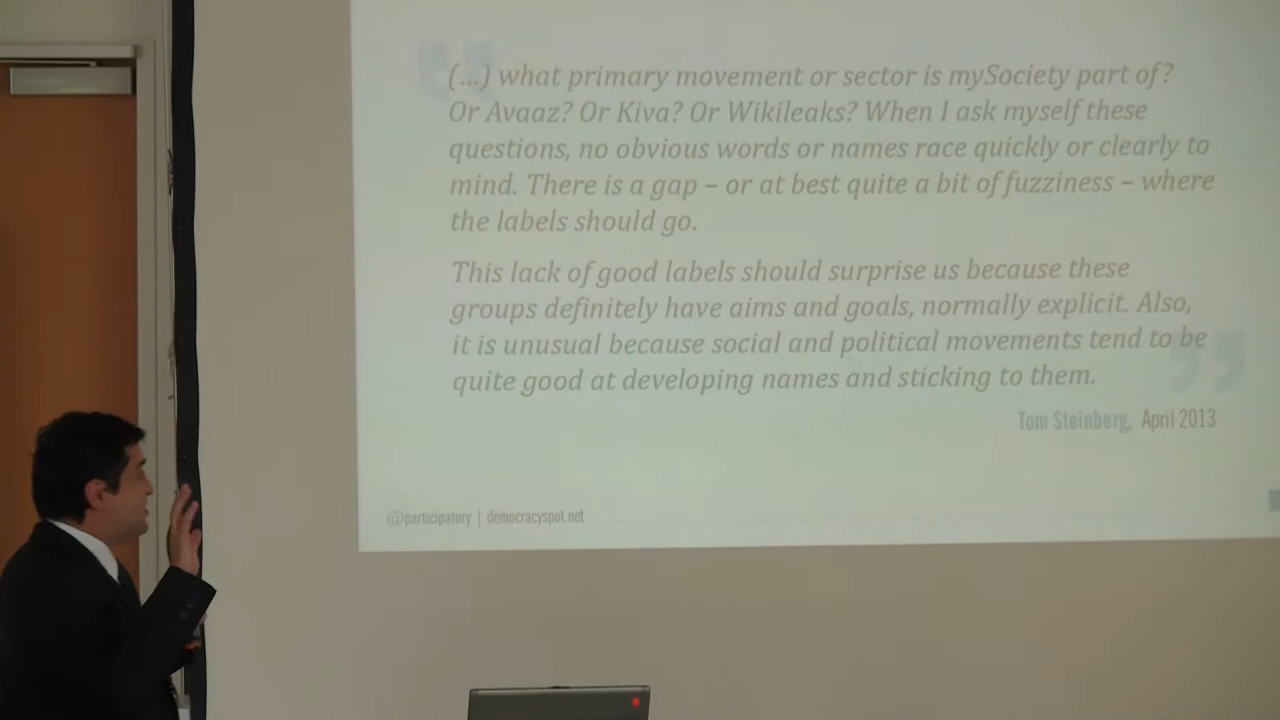 (...) what primary movement or sector is mySociety part of?
Or Avaaz? Or Kiva? Or Wikileaks? When I ask myself these
questions, no obvious words or names race quickly or clearly to
mind. There is a gap – or at best quite a bit of fuzziness – where
the labels should go.
This lack of good labels should surprise us because these
groups definitely have aims and goals, normally explicit. Also,
it is unusual because social and political movements tend to be
quite good at developing names and sticking to them.
Tom Steinberg, April 2013
@participatory | democracyspot.net